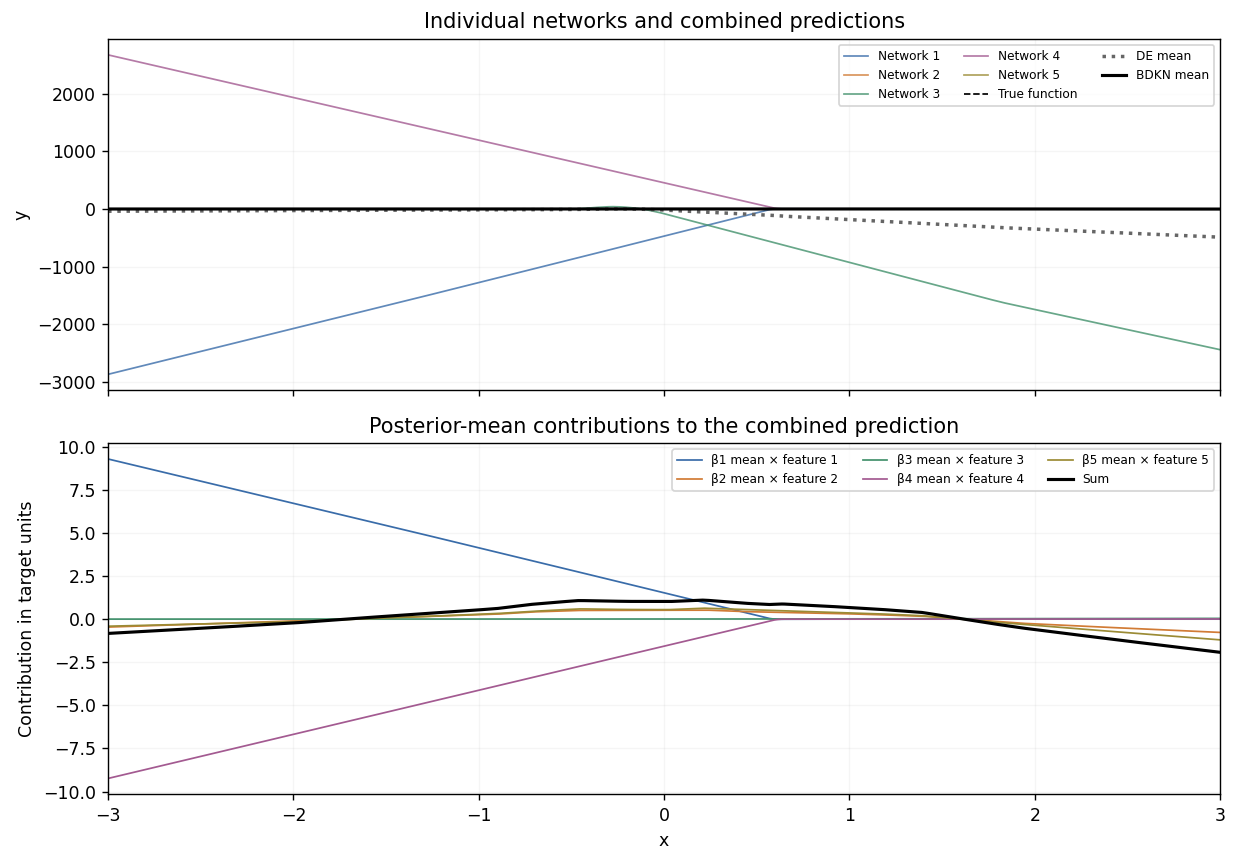 Individual networks and combined predictions
Network 1 Network 4 DE mean
Network 2 Network 5 BDKN mean
Network 3 True function
2000
1000
0
−1000
−2000
−3000
y
Posterior-mean contributions to the combined prediction
β1 mean × feature 1 β3 mean × feature 3 β5 mean × feature 5
β2 mean × feature 2 β4 mean × feature 4 Sum
10.0
7.5
5.0
2.5
0.0
−2.5
−5.0
−7.5
−10.0
Contribution in target units
−3 −2 −1 0 1 2 3
x